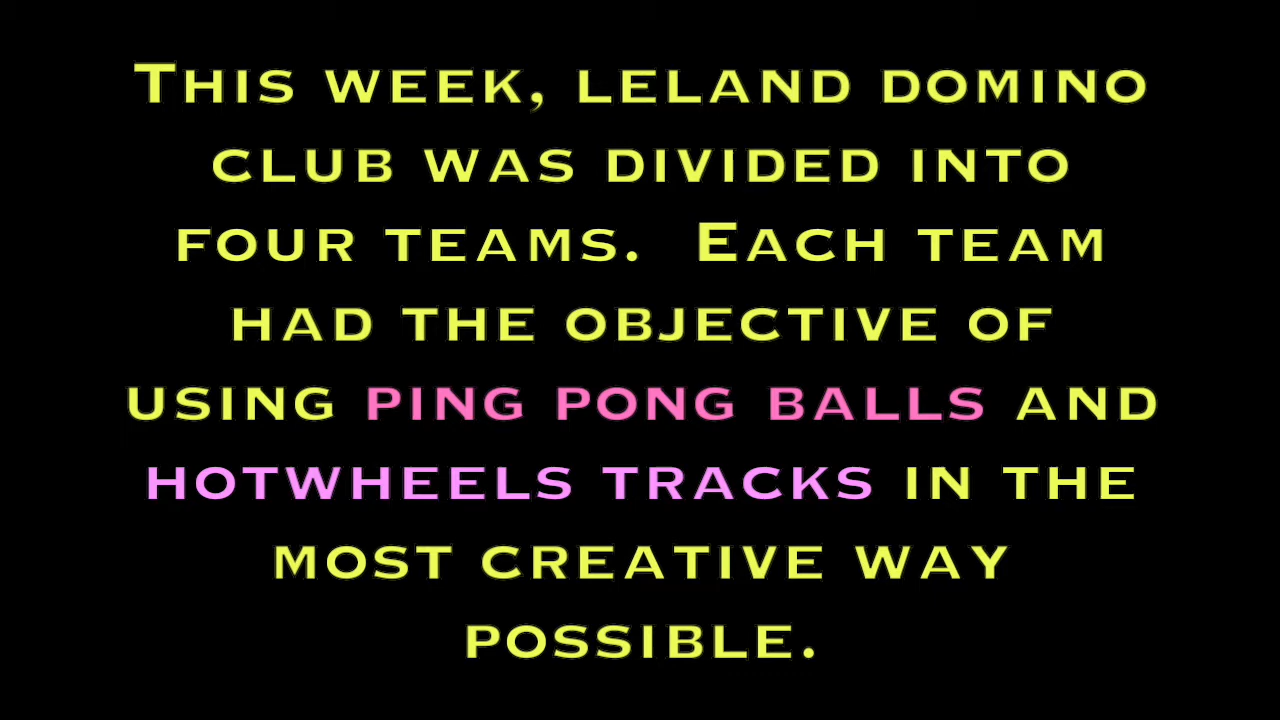 This week, leland domino
club was divided into
four teams.  Each team
had the objective of
using ping pong balls and
hotwheels tracks in the
most creative way
possible.